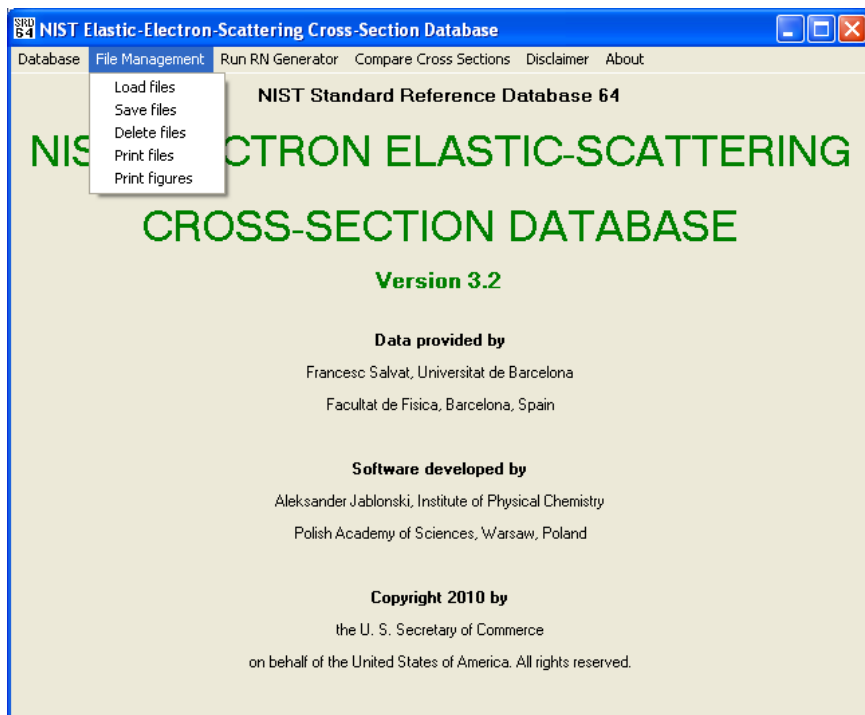 SRD 64 NIST Elastic-Electron-Scattering Cross-Section Database
Database File Management Run RN Generator Compare Cross Sections Disclaimer About
Load files
Save files
Delete files
Print files
Print figures
NIST Standard Reference Database 64
ELASTIC-SCATTERING
CROSS-SECTION DATABASE
Version 3.2
Data provided by
Francesc Salvat, Universitat de Barcelona
Facultat de Fisica, Barcelona, Spain
Software developed by
Aleksander Jablonski, Institute of Physical Chemistry
Polish Academy of Sciences, Warsaw, Poland
Copyright 2010 by
the U. S. Secretary of Commerce
on behalf of the United States of America. All rights reserved.